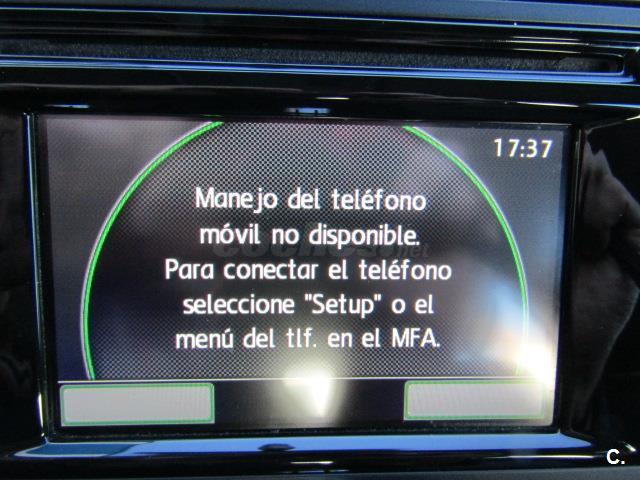 17:37
Manejo del teléfono
móvil no disponible.
Para conectar el teléfono
seleccione "Setup" o el
menú del tlf. en el MFA.
C.